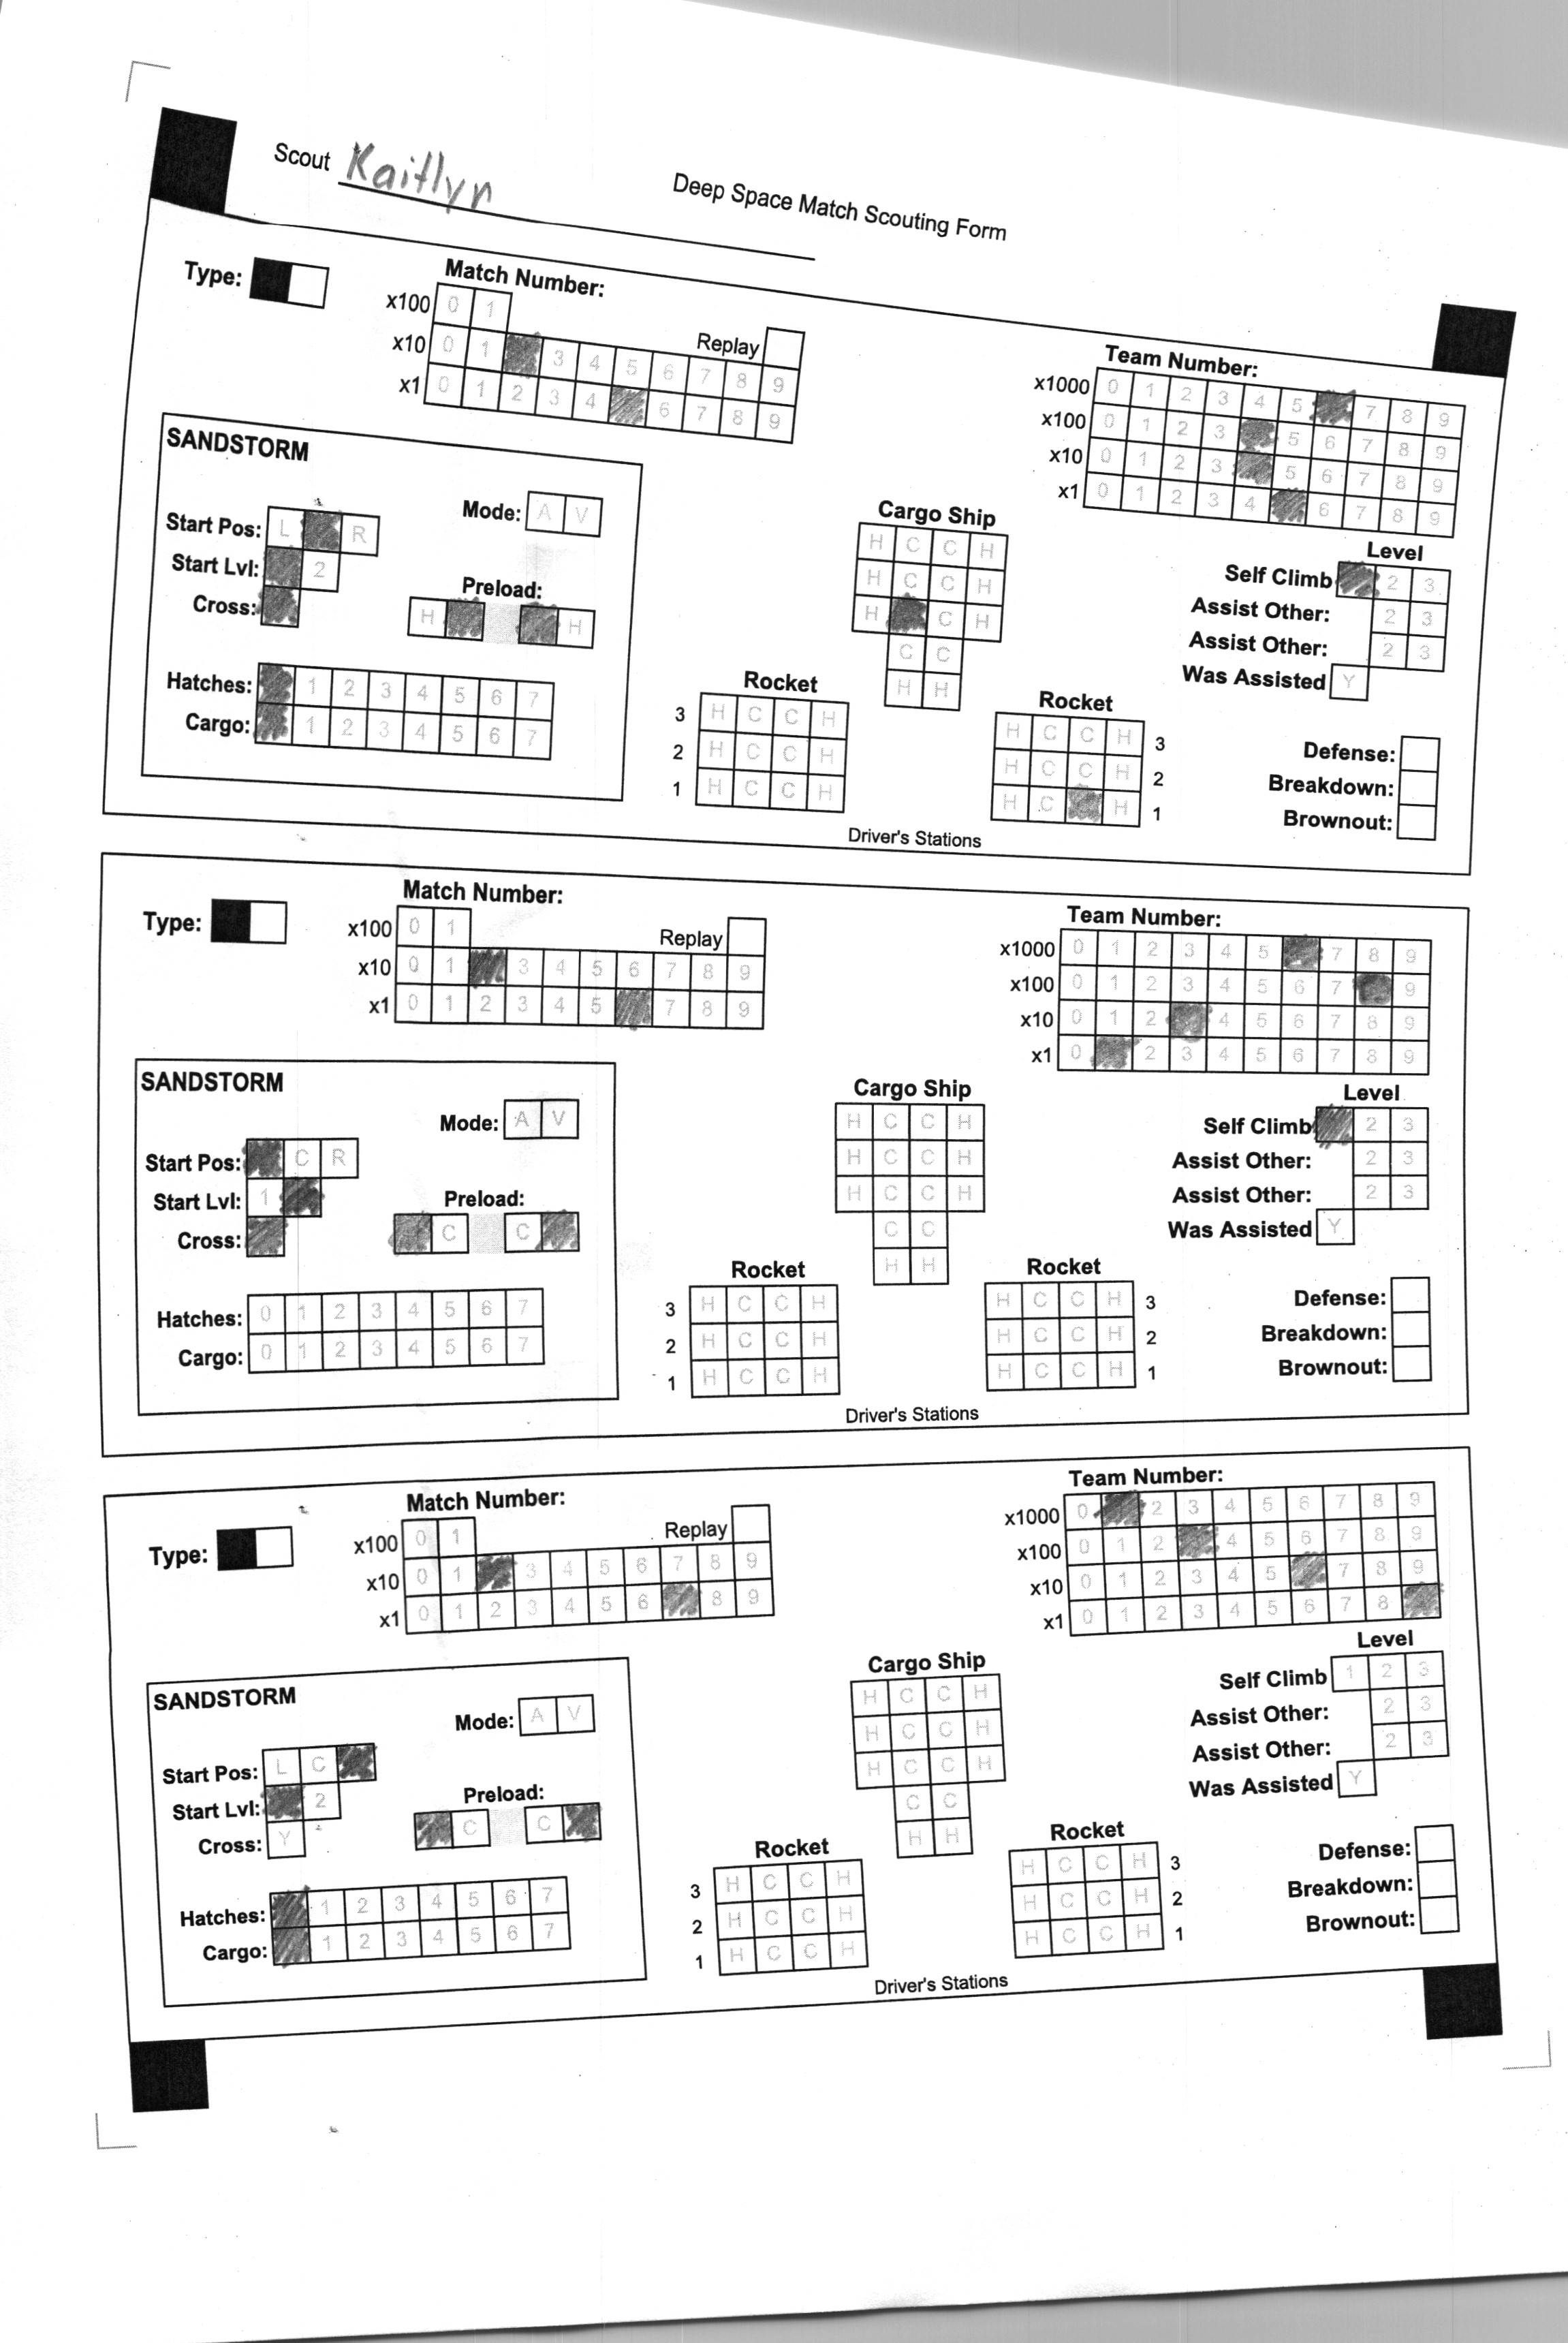 Scout Kaitlyn
Deep Space Match Scouting Form
Type:
Match Number:
x100 0 1
Replay
x10 0 1 3 4 5 6 7 8 9
x1 0 1 2 3 4 6 7 8 9
Team Number:
x1000 0 1 2 3 4 5 7 8 9
x100 0 1 2 3 5 6 7 8 9
x10 0 1 2 3 5 6 7 8 9
x1 0 1 2 3 4 6 7 8 9
SANDSTORM
Mode: A V
Start Pos: L R
Start Lvl: 2
Preload:
Cross:
H H
Hatches: 1 2 3 4 5 6 7
Cargo: 1 2 3 4 5 6 7
Cargo Ship
H C C H
H C C H
H C H
C C
H H
Rocket
3 H C C H
2 H C C H
1 H C C H
Rocket
H C C H 3
H C C H 2
H C H 1
Driver's Stations
Level
Self Climb 2 3
Assist Other: 2 3
Assist Other: 2 3
Was Assisted Y
Defense:
Breakdown:
Brownout:
Type:
Match Number:
x100 0 1
Replay
x10 0 1 3 4 5 6 7 8 9
x1 0 1 2 3 4 5 7 8 9
Team Number:
x1000 0 1 2 3 4 5 7 8 9
x100 0 1 2 3 4 5 6 7 9
x10 0 1 2 4 5 6 7 8 9
x1 0 2 3 4 5 6 7 8 9
SANDSTORM
Mode: A V
Start Pos: C R
Start Lvl: 1
Preload:
Cross:
C C
Hatches: 0 1 2 3 4 5 6 7
Cargo: 0 1 2 3 4 5 6 7
Cargo Ship
H C C H
H C C H
H C C H
C C
H H
Rocket
3 H C C H
2 H C C H
1 H C C H
Rocket
H C C H 3
H C C H 2
H C C H 1
Driver's Stations
Level
Self Climb 2 3
Assist Other: 2 3
Assist Other: 2 3
Was Assisted Y
Defense:
Breakdown:
Brownout:
Type:
Match Number:
x100 0 1
Replay
x10 0 1 3 4 5 6 7 8 9
x1 0 1 2 3 4 5 6 8 9
Team Number:
x1000 0 2 3 4 5 6 7 8 9
x100 0 1 2 4 5 6 7 8 9
x10 0 1 2 3 4 5 7 8 9
x1 0 1 2 3 4 5 6 7 8
SANDSTORM
Mode: A V
Start Pos: L C
Start Lvl: 2
Preload:
Cross: Y
C C
Hatches: 1 2 3 4 5 6 7
Cargo: 1 2 3 4 5 6 7
Cargo Ship
H C C H
H C C H
H C C H
C C
H H
Rocket
3 H C C H
2 H C C H
1 H C C H
Rocket
H C C H 3
H C C H 2
H C C H 1
Driver's Stations
Level
Self Climb 1 2 3
Assist Other: 2 3
Assist Other: 2 3
Was Assisted Y
Defense:
Breakdown:
Brownout: